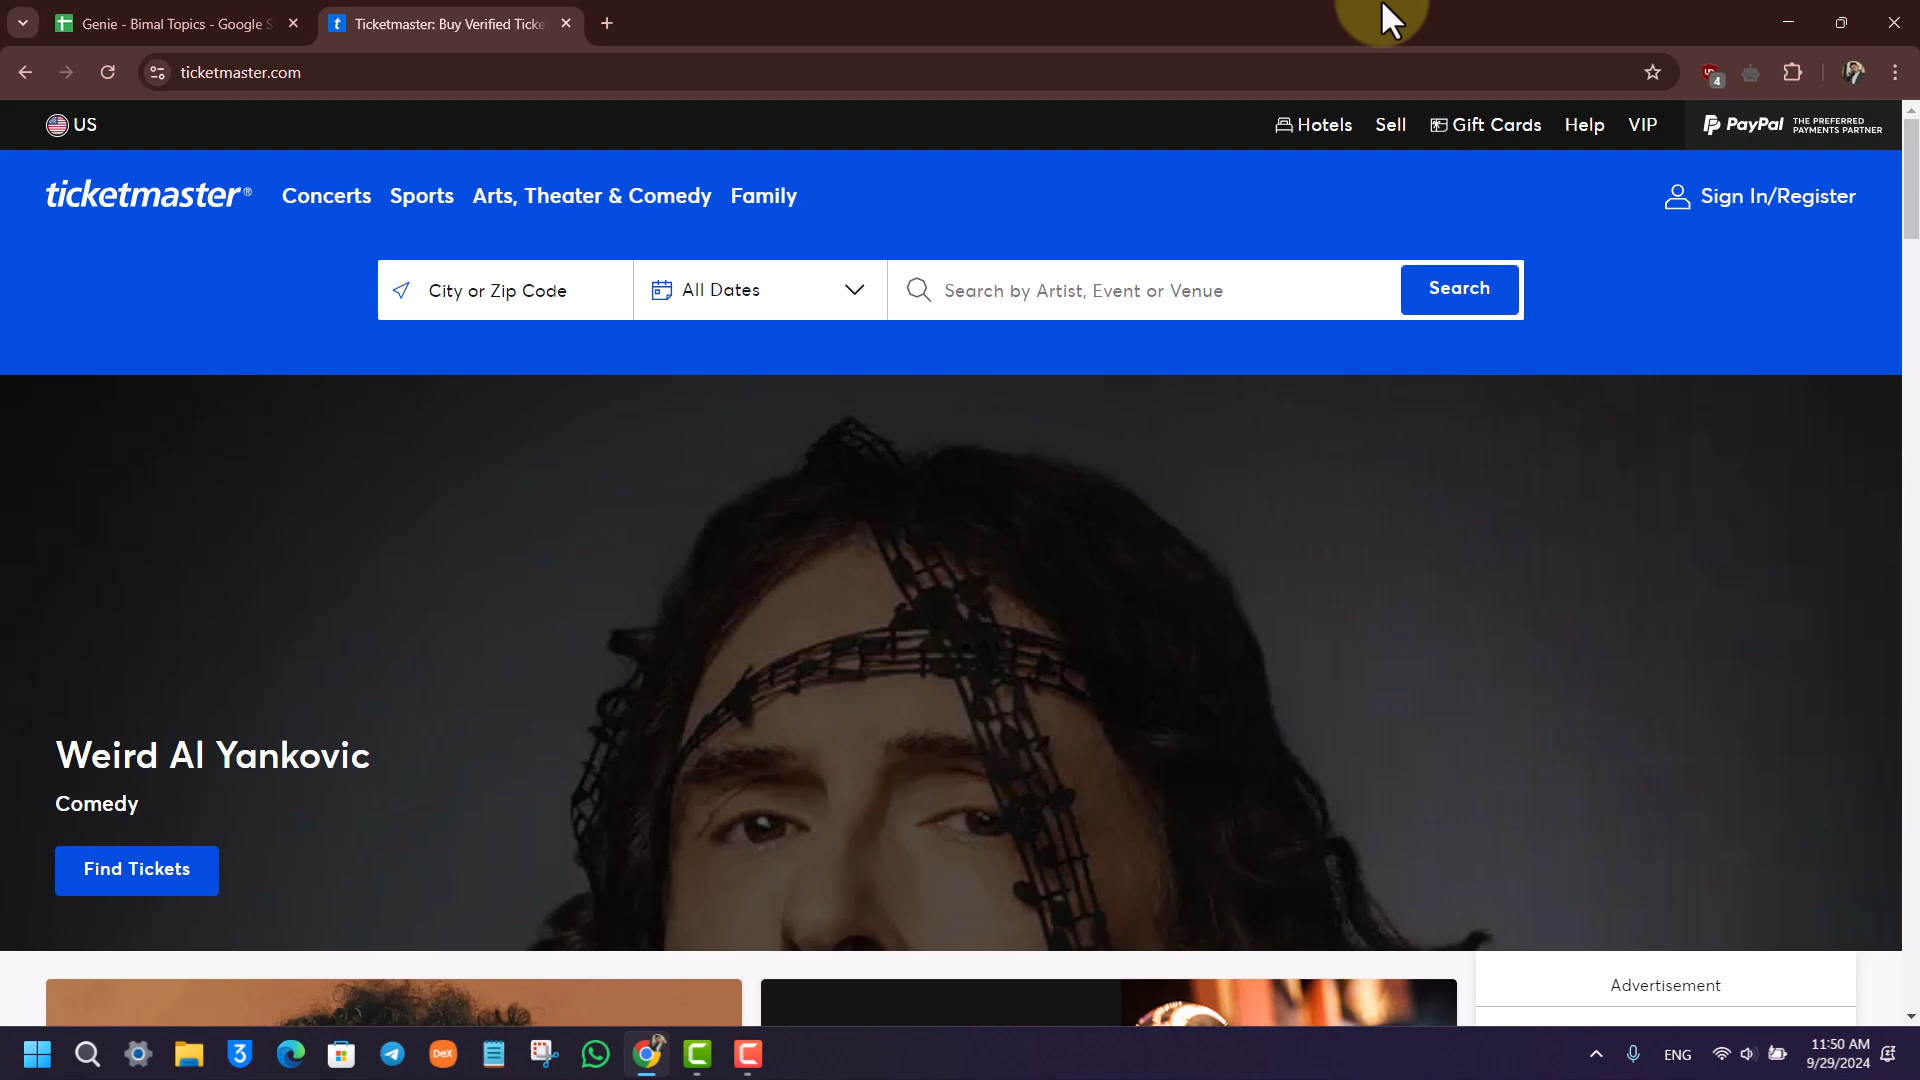 Genie - Bimal Topics - Google S
Ticketmaster: Buy Verified Ticke
ticketmaster.com
4
US
Hotels Sell Gift Cards Help VIP
PayPal THE PREFERRED
PAYMENTS PARTNER
ticketmaster® Concerts Sports Arts, Theater & Comedy Family
Sign In/Register
City or Zip Code
All Dates
Search by Artist, Event or Venue
Search
Weird Al Yankovic
Comedy
Find Tickets
Advertisement
3
DeX
ENG
11:50 AM
9/29/2024